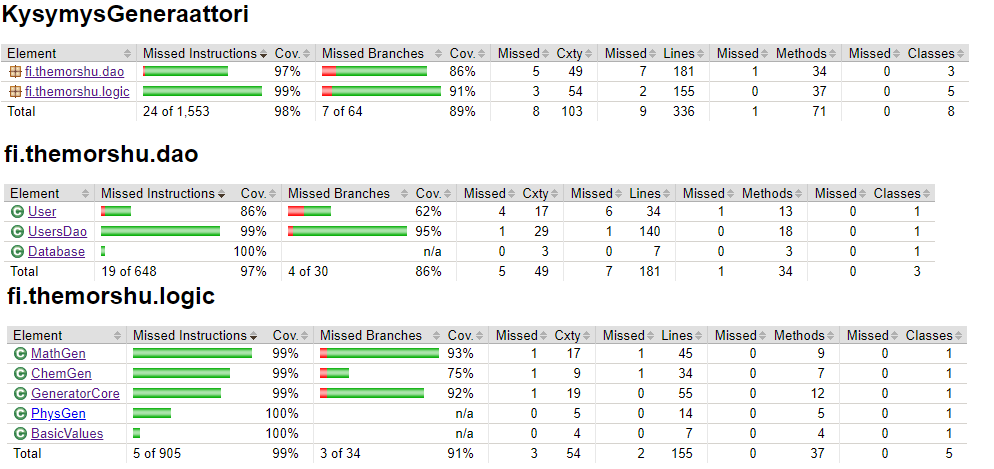 KysymysGeneraattori
Element Missed Instructions Cov. Missed Branches Cov. Missed Cxty Missed Lines Missed Methods Missed Classes
fi.themorshu.dao 97% 86% 5 49 7 181 1 34 0 3
fi.themorshu.logic 99% 91% 3 54 2 155 0 37 0 5
Total 24 of 1,553 98% 7 of 64 89% 8 103 9 336 1 71 0 8
fi.themorshu.dao
Element Missed Instructions Cov. Missed Branches Cov. Missed Cxty Missed Lines Missed Methods Missed Classes
User 86% 62% 4 17 6 34 1 13 0 1
UsersDao 99% 95% 1 29 1 140 0 18 0 1
Database 100% n/a 0 3 0 7 0 3 0 1
Total 19 of 648 97% 4 of 30 86% 5 49 7 181 1 34 0 3
fi.themorshu.logic
Element Missed Instructions Cov. Missed Branches Cov. Missed Cxty Missed Lines Missed Methods Missed Classes
MathGen 99% 93% 1 17 1 45 0 9 0 1
ChemGen 99% 75% 1 9 1 34 0 7 0 1
GeneratorCore 99% 92% 1 19 0 55 0 12 0 1
PhysGen 100% n/a 0 5 0 14 0 5 0 1
BasicValues 100% n/a 0 4 0 7 0 4 0 1
Total 5 of 905 99% 3 of 34 91% 3 54 2 155 0 37 0 5